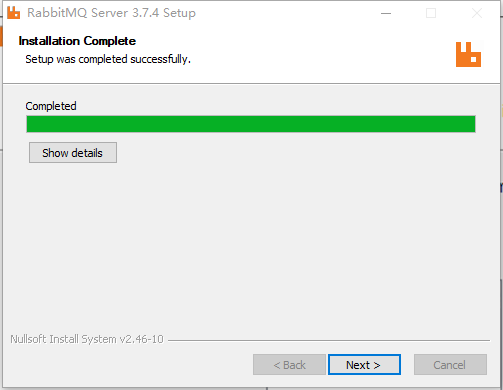 RabbitMQ Server 3.7.4 Setup
Installation Complete
Setup was completed successfully.
Completed
Show details
Nullsoft Install System v2.46-10
< Back
Next >
Cancel